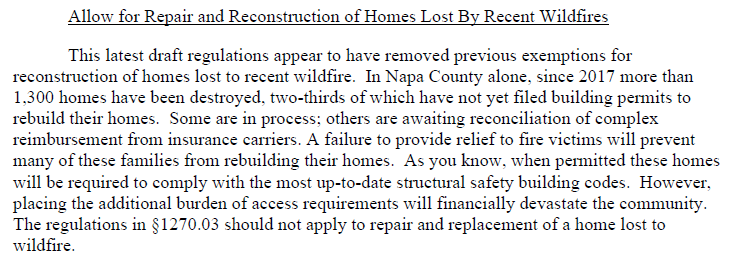 Allow for Repair and Reconstruction of Homes Lost By Recent Wildfires
This latest draft regulations appear to have removed previous exemptions for
reconstruction of homes lost to recent wildfire. In Napa County alone, since 2017 more than
1,300 homes have been destroyed, two-thirds of which have not yet filed building permits to
rebuild their homes. Some are in process; others are awaiting reconciliation of complex
reimbursement from insurance carriers. A failure to provide relief to fire victims will prevent
many of these families from rebuilding their homes. As you know, when permitted these homes
will be required to comply with the most up-to-date structural safety building codes. However,
placing the additional burden of access requirements will financially devastate the community.
The regulations in §1270.03 should not apply to repair and replacement of a home lost to
wildfire.